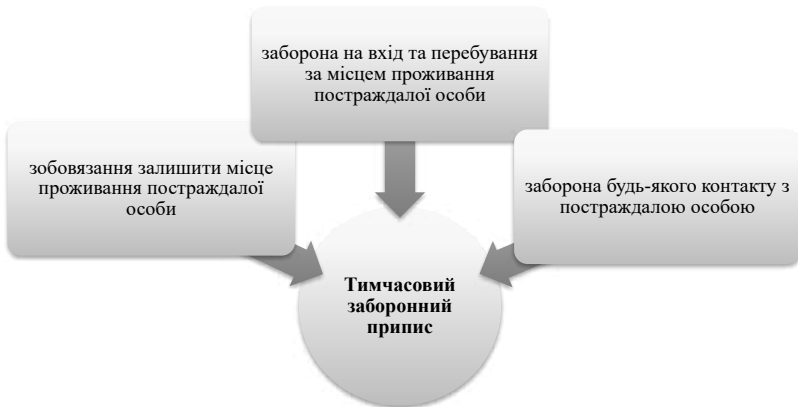 заборона на вхід та перебування
за місцем проживання
постраждалої особи
зобовязання залишити місце
проживання постраждалої
особи
заборона будь-якого контакту з
постраждалою особою
Тимчасовий
заборонний
припис